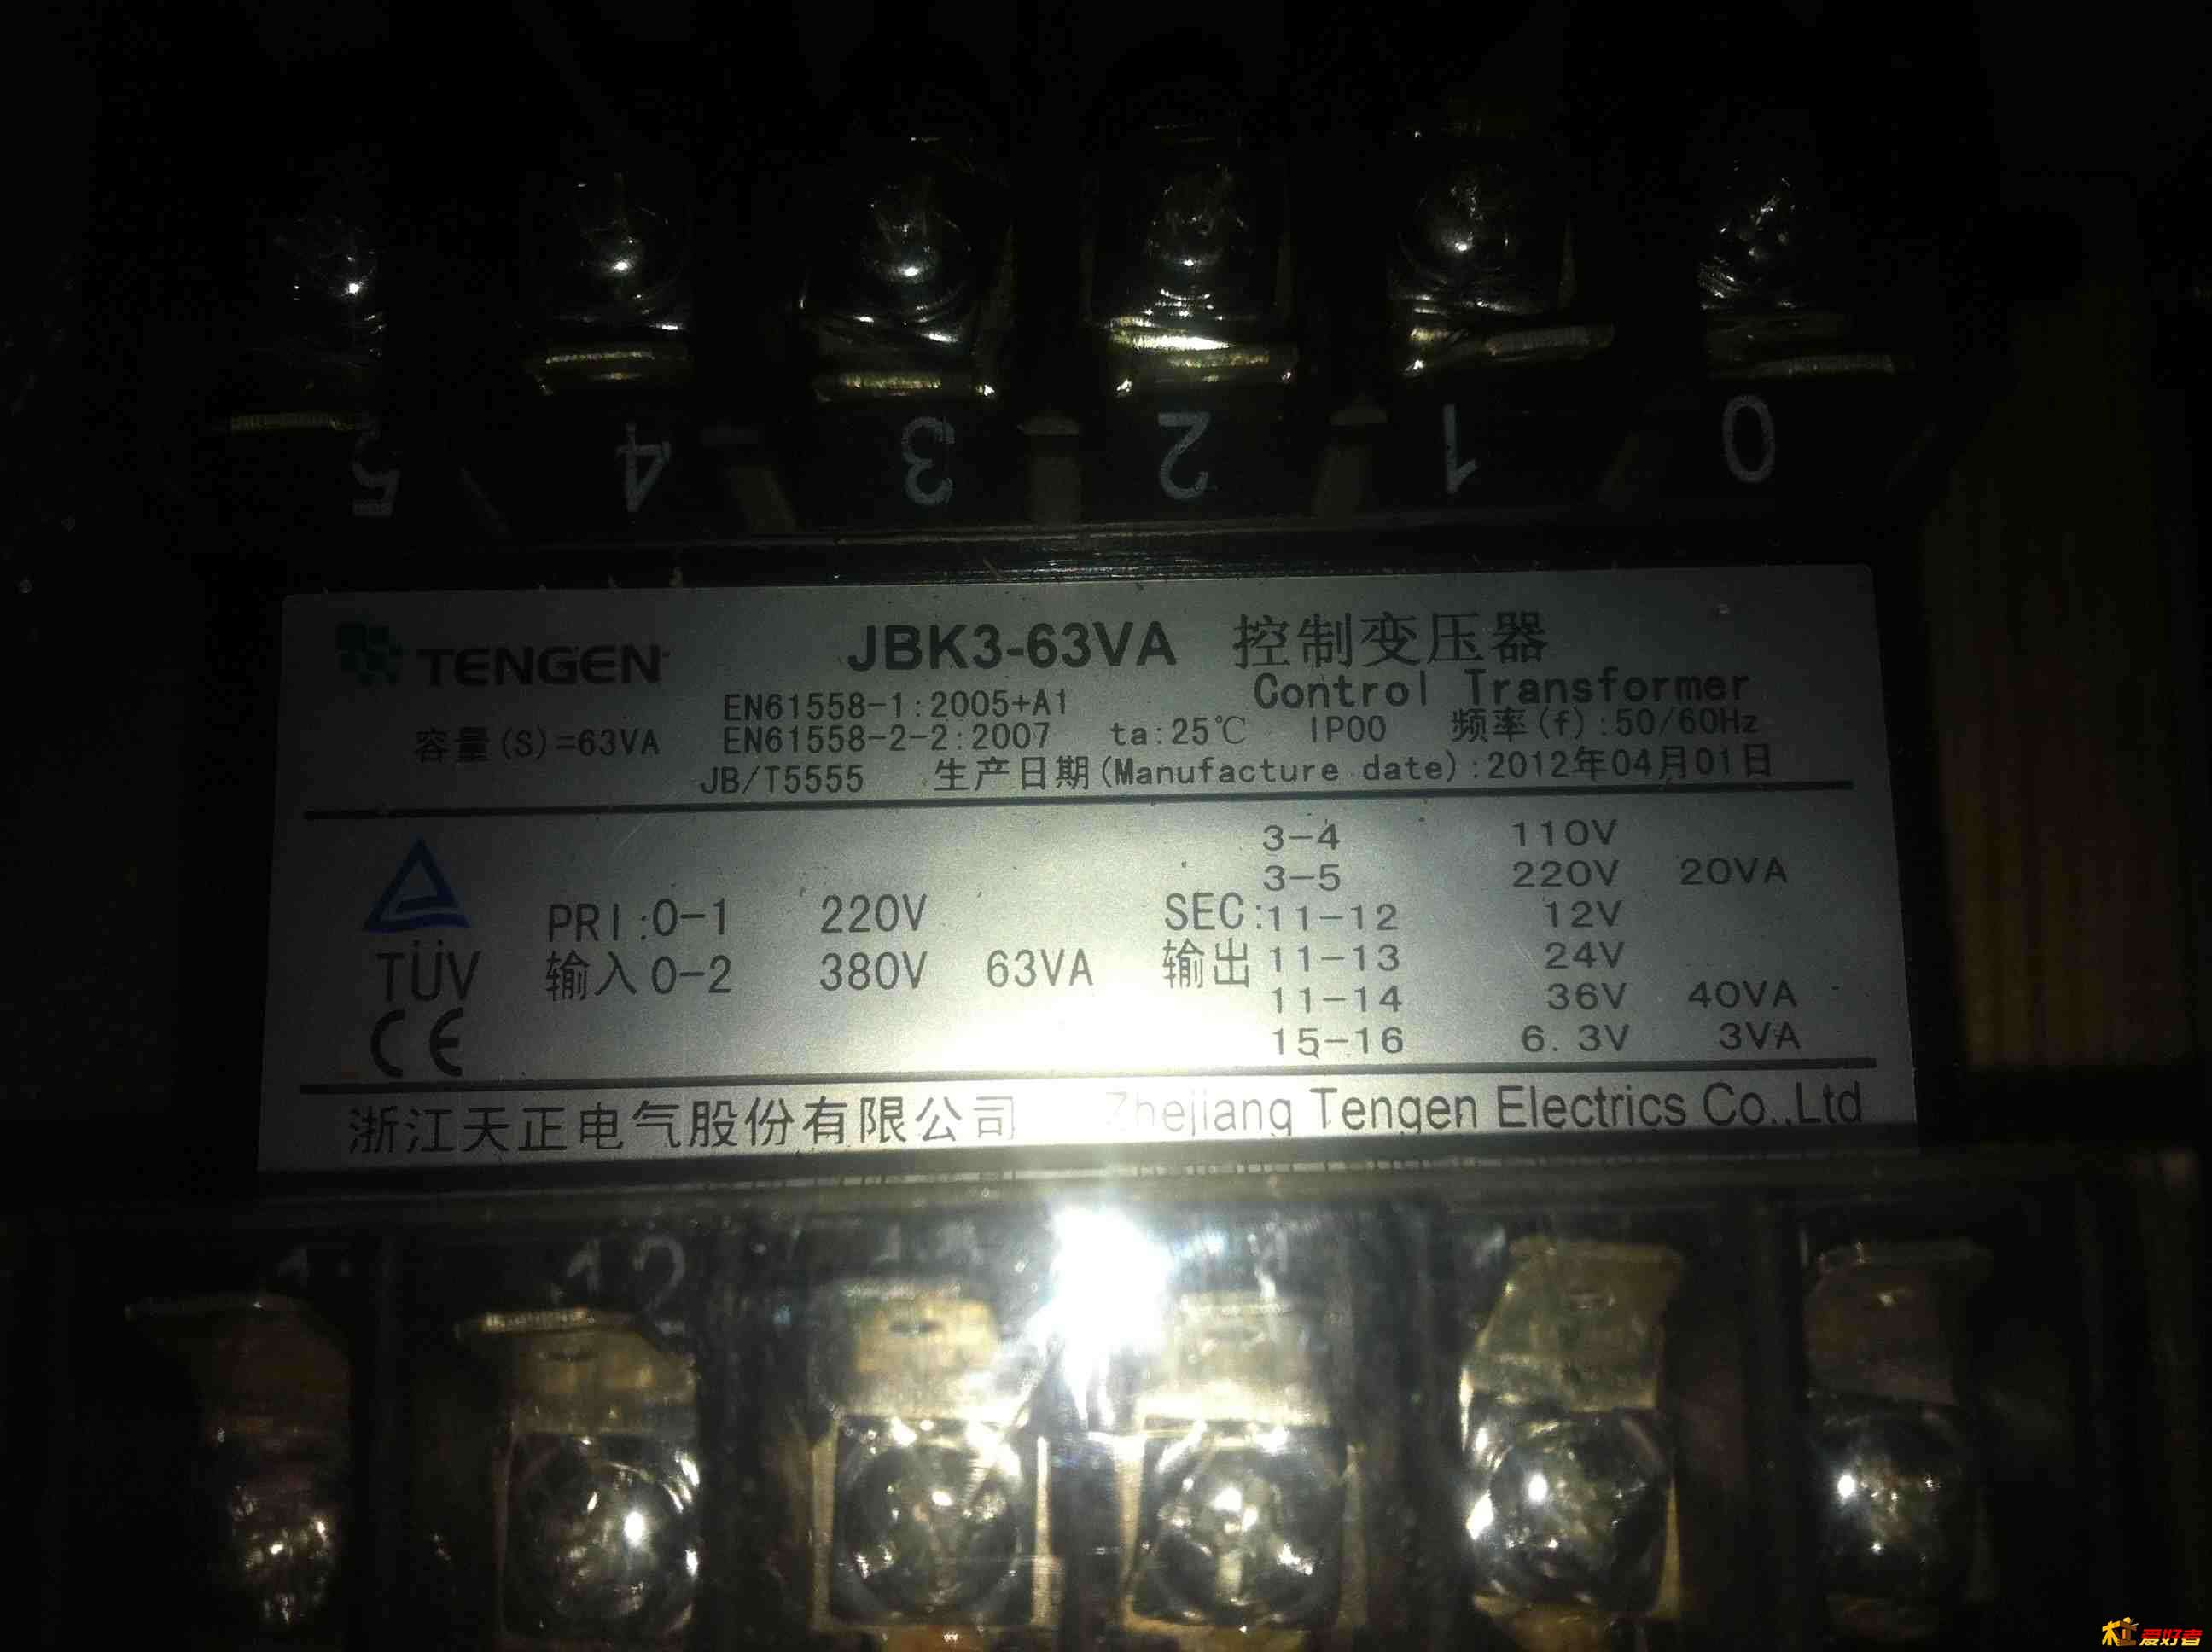 5 4 3 2 1 0
TENGEN JBK3-63VA 控制变压器
Control Transformer
EN61558-1:2005+A1
容量(S)=63VA EN61558-2-2:2007 ta:25℃ IP00 频率(f):50/60Hz
JB/T5555 生产日期(Manufacture date):2012年04月01日
3-4 110V
3-5 220V 20VA
PRI:0-1 220V SEC:11-12 12V
输入 0-2 380V 63VA 输出 11-13 24V
11-14 36V 40VA
15-16 6.3V 3VA
TÜV
CE
浙江天正电气股份有限公司 Zhejiang Tengen Electrics Co.,Ltd
12
爱好者